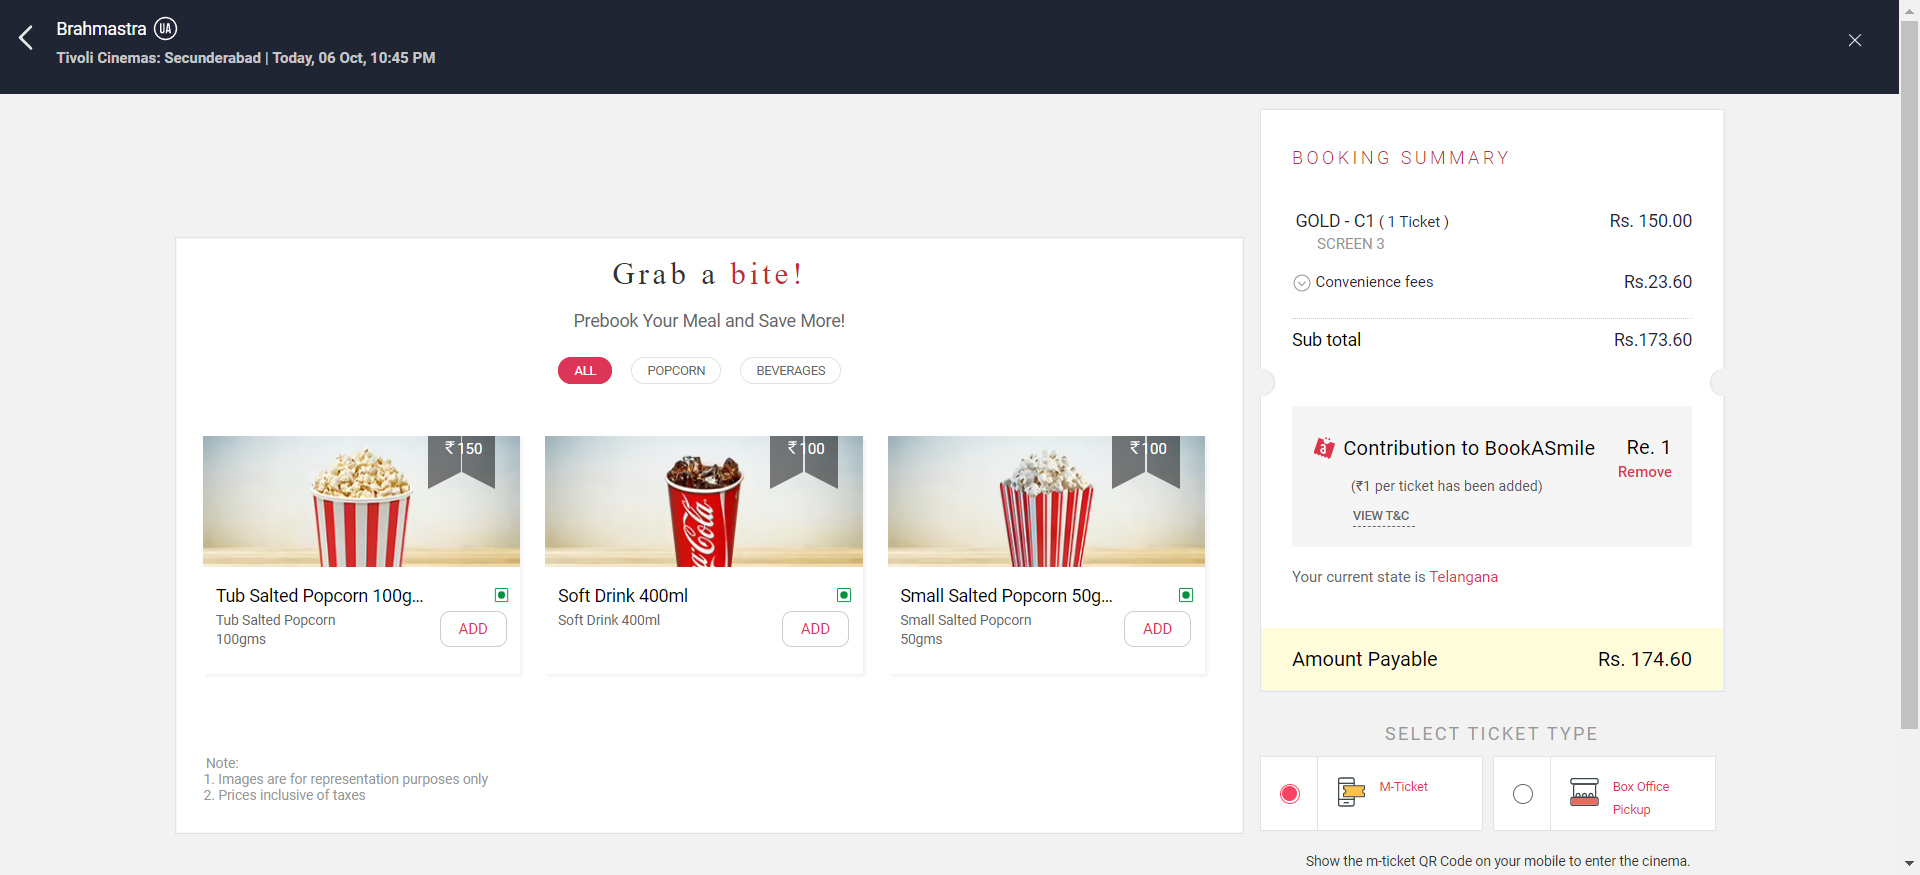 Brahmastra UA
Tivoli Cinemas: Secunderabad | Today, 06 Oct, 10:45 PM
Grab a bite!
Prebook Your Meal and Save More!
ALL
POPCORN
BEVERAGES
₹150
₹100
₹100
Coca-Cola
Tub Salted Popcorn 100g...
Tub Salted Popcorn
100gms
ADD
Soft Drink 400ml
Soft Drink 400ml
ADD
Small Salted Popcorn 50g...
Small Salted Popcorn
50gms
ADD
Note:
1. Images are for representation purposes only
2. Prices inclusive of taxes
BOOKING SUMMARY
GOLD - C1 ( 1 Ticket ) Rs. 150.00
SCREEN 3
Convenience fees Rs.23.60
Sub total Rs.173.60
a Contribution to BookASmile Re. 1
Remove
(₹1 per ticket has been added)
VIEW T&C
Your current state is Telangana
Amount Payable Rs. 174.60
SELECT TICKET TYPE
M-Ticket
Box Office
Pickup
Show the m-ticket QR Code on your mobile to enter the cinema.